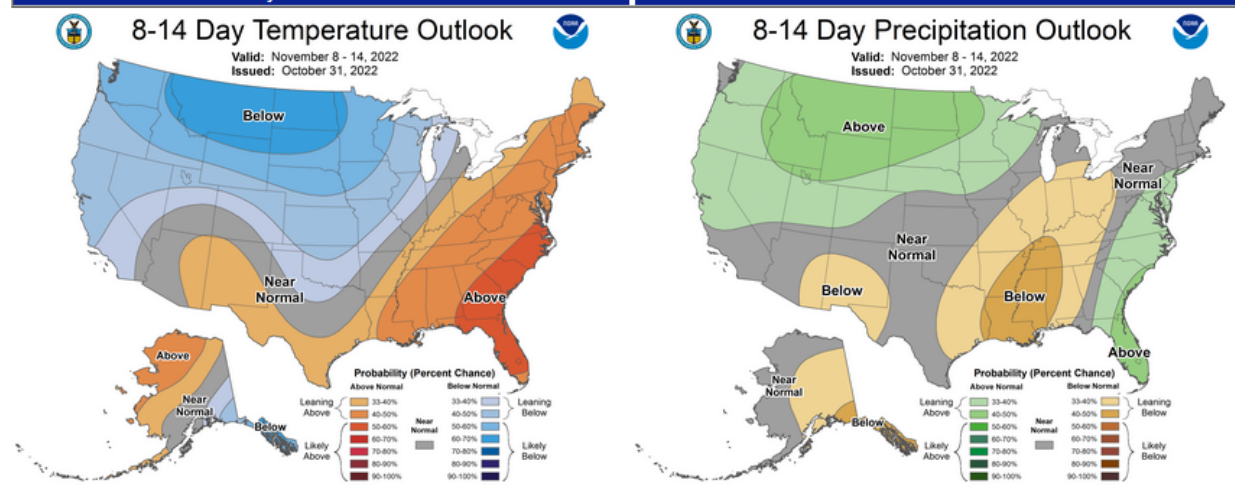 8-14 Day Temperature Outlook
Valid: November 8 - 14, 2022
Issued: October 31, 2022
Below
Near
Normal
Above
Above
Near
Normal
Below
Probability (Percent Chance)
Above Normal Below Normal
Leaning
Above
33-40% 33-40%
40-50% 40-50%
Leaning
Below
Near
Normal
Likely
Above
50-60% 50-60%
60-70% 60-70%
70-80% 70-80%
80-90% 80-90%
90-100% 90-100%
Likely
Below
8-14 Day Precipitation Outlook
Valid: November 8 - 14, 2022
Issued: October 31, 2022
Above
Near
Normal
Near
Normal
Below
Below
Above
Near
Normal
Below
Probability (Percent Chance)
Above Normal Below Normal
Leaning
Above
33-40% 33-40%
40-50% 40-50%
Leaning
Below
Near
Normal
Likely
Above
50-60% 50-60%
60-70% 60-70%
70-80% 70-80%
80-90% 80-90%
90-100% 90-100%
Likely
Below